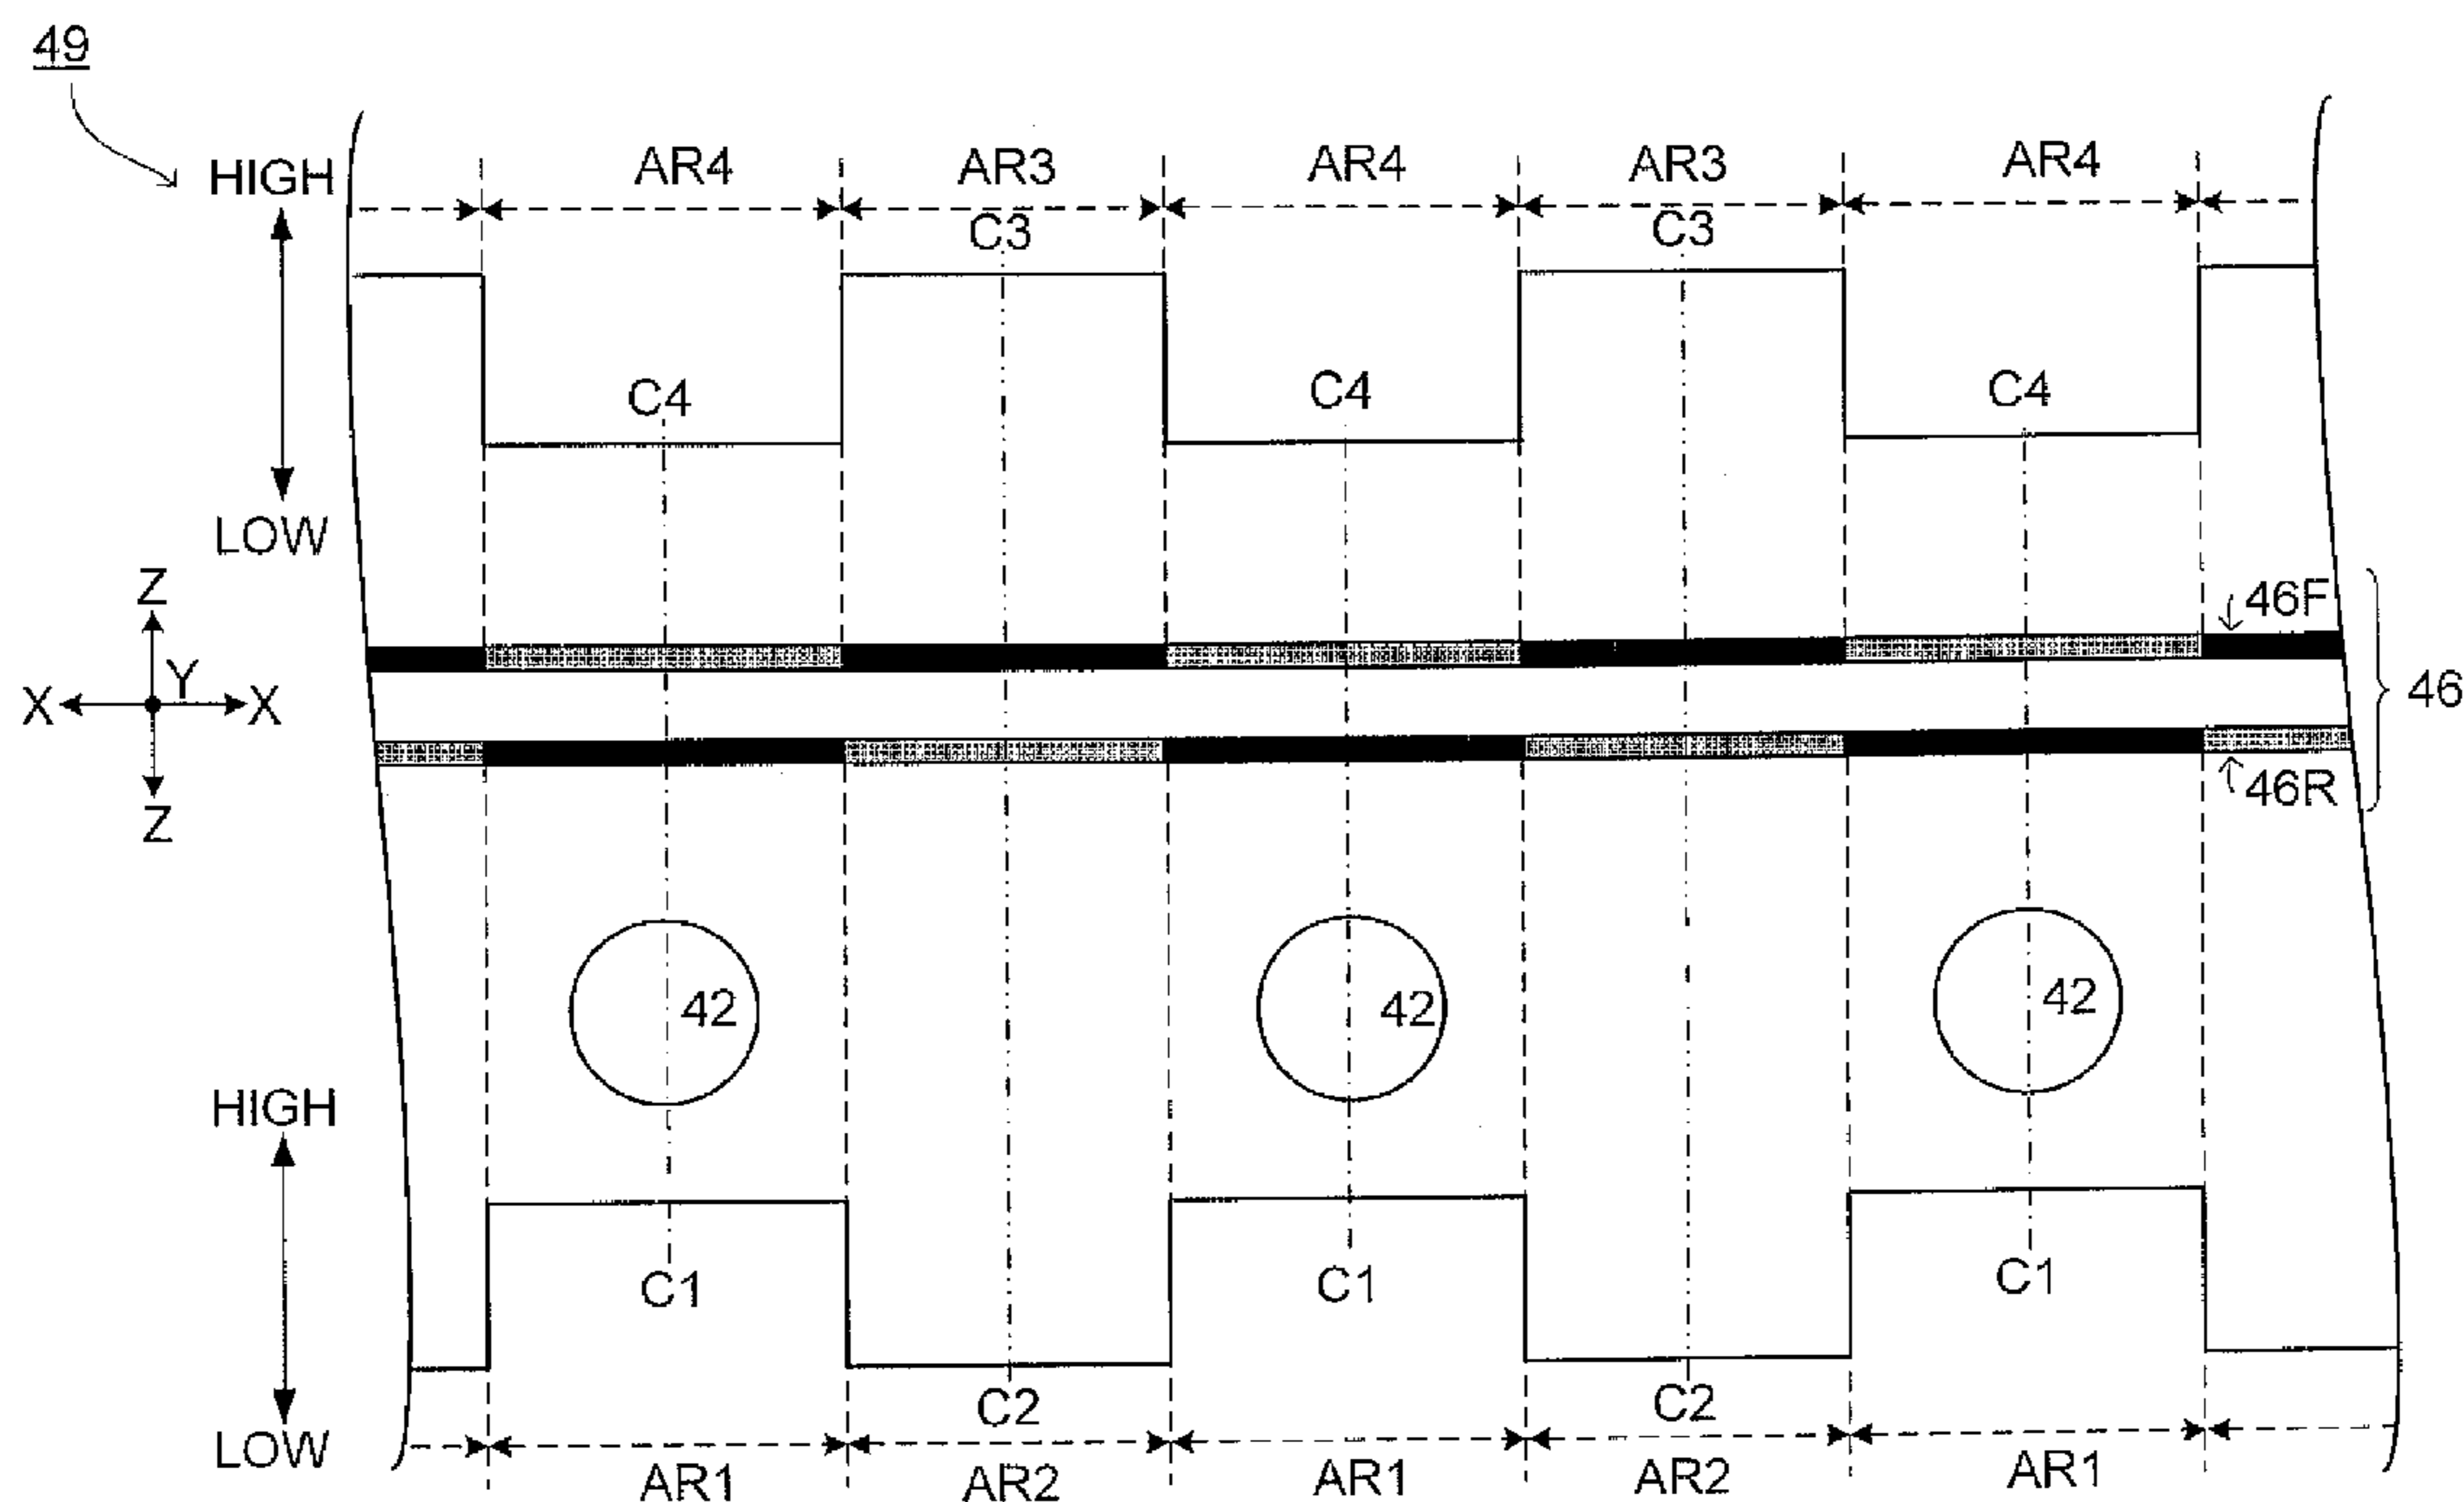 49
HIGH
AR4 AR3 AR4 AR3 AR4
C3 C3
C4 C4 C4
LOW
Z
46F
X Y X
46
46R
Z
42 42 42
HIGH
C1 C1 C1
C2 C2
LOW
AR1 AR2 AR1 AR2 AR1